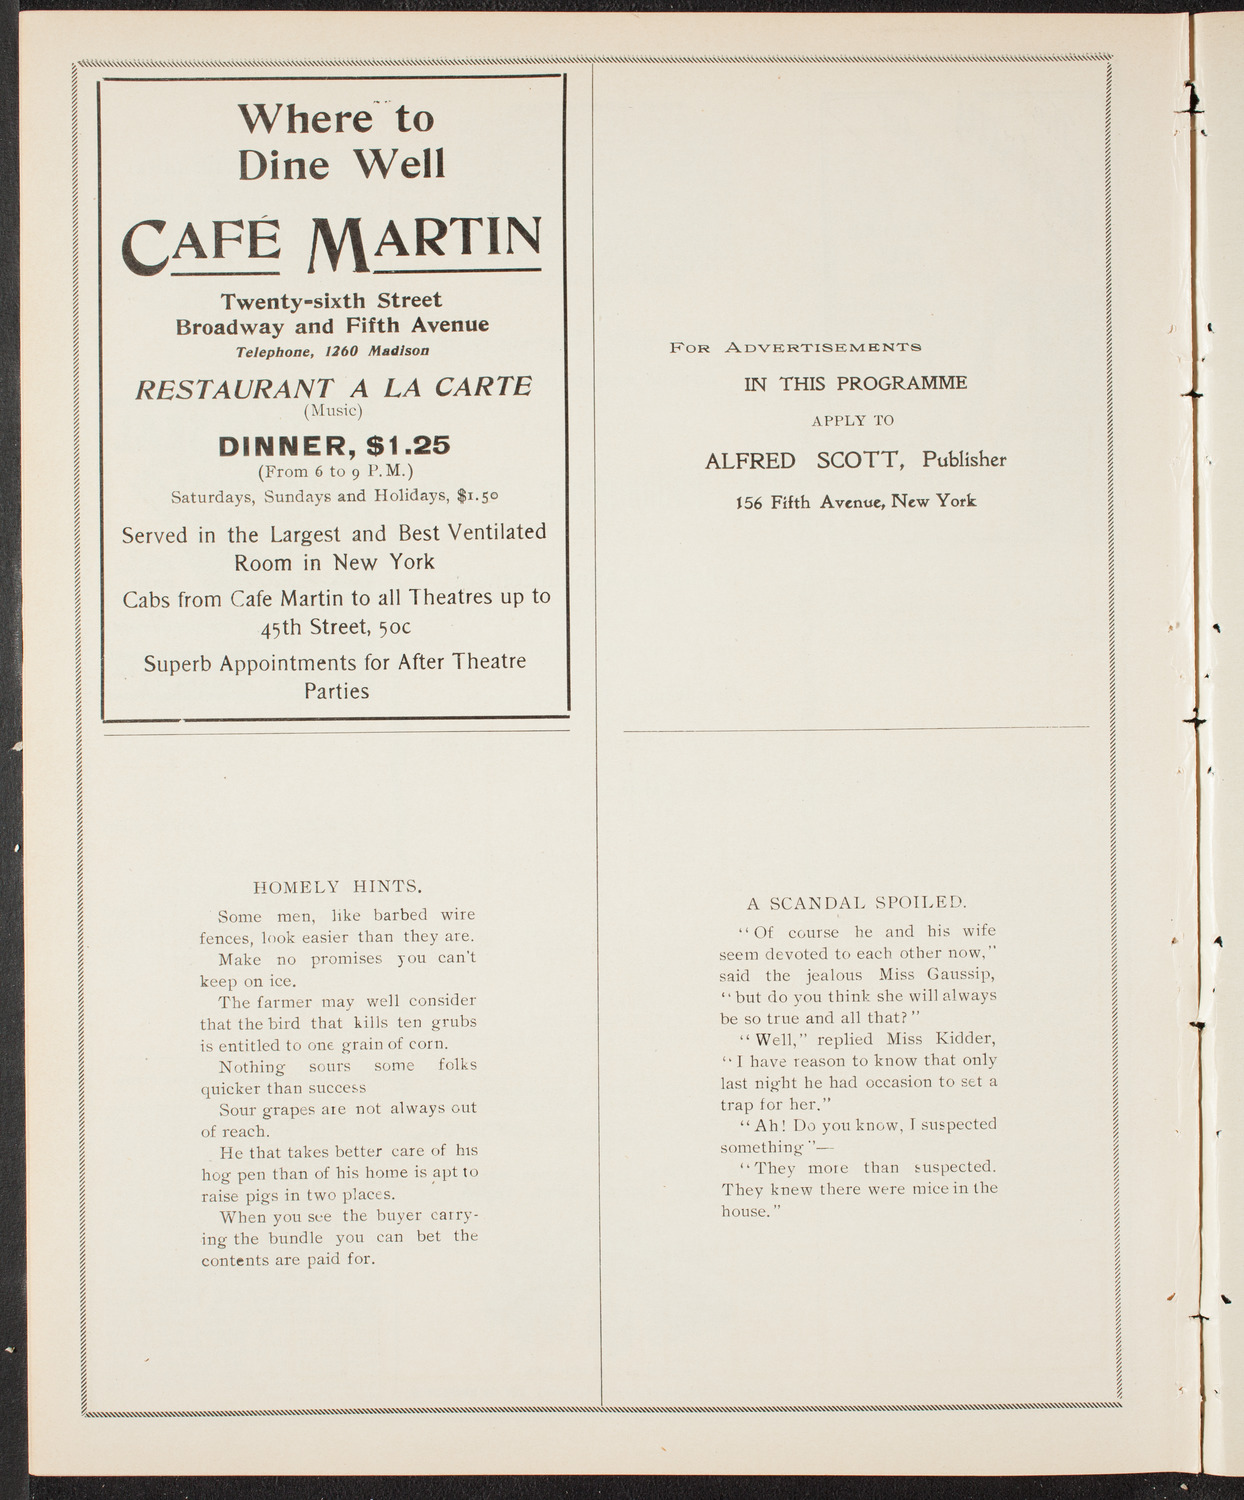 Where to
Dine Well
CAFÉ MARTIN
Twenty-sixth Street
Broadway and Fifth Avenue
Telephone, 1260 Madison
RESTAURANT A LA CARTE
(Music)
DINNER, $1.25
(From 6 to 9 P.M.)
Saturdays, Sundays and Holidays, $1.50
Served in the Largest and Best Ventilated
Room in New York
Cabs from Cafe Martin to all Theatres up to
45th Street, 50c
Superb Appointments for After Theatre
Parties
HOMELY HINTS.
Some men, like barbed wire
fences, look easier than they are.
Make no promises you can't
keep on ice.
The farmer may well consider
that the bird that kills ten grubs
is entitled to one grain of corn.
Nothing sours some folks
quicker than success
Sour grapes are not always out
of reach.
He that takes better care of his
hog pen than of his home is apt to
raise pigs in two places.
When you see the buyer carry-
ing the bundle you can bet the
contents are paid for.
FOR ADVERTISEMENTS
IN THIS PROGRAMME
APPLY TO
ALFRED SCOTT, Publisher
156 Fifth Avenue, New York
A SCANDAL SPOILED.
"Of course he and his wife
seem devoted to each other now,"
said the jealous Miss Gaussip,
"but do you think she will always
be so true and all that?"
"Well," replied Miss Kidder,
"I have reason to know that only
last night he had occasion to set a
trap for her."
"Ah! Do you know, I suspected
something"—
"They more than suspected.
They knew there were mice in the
house."